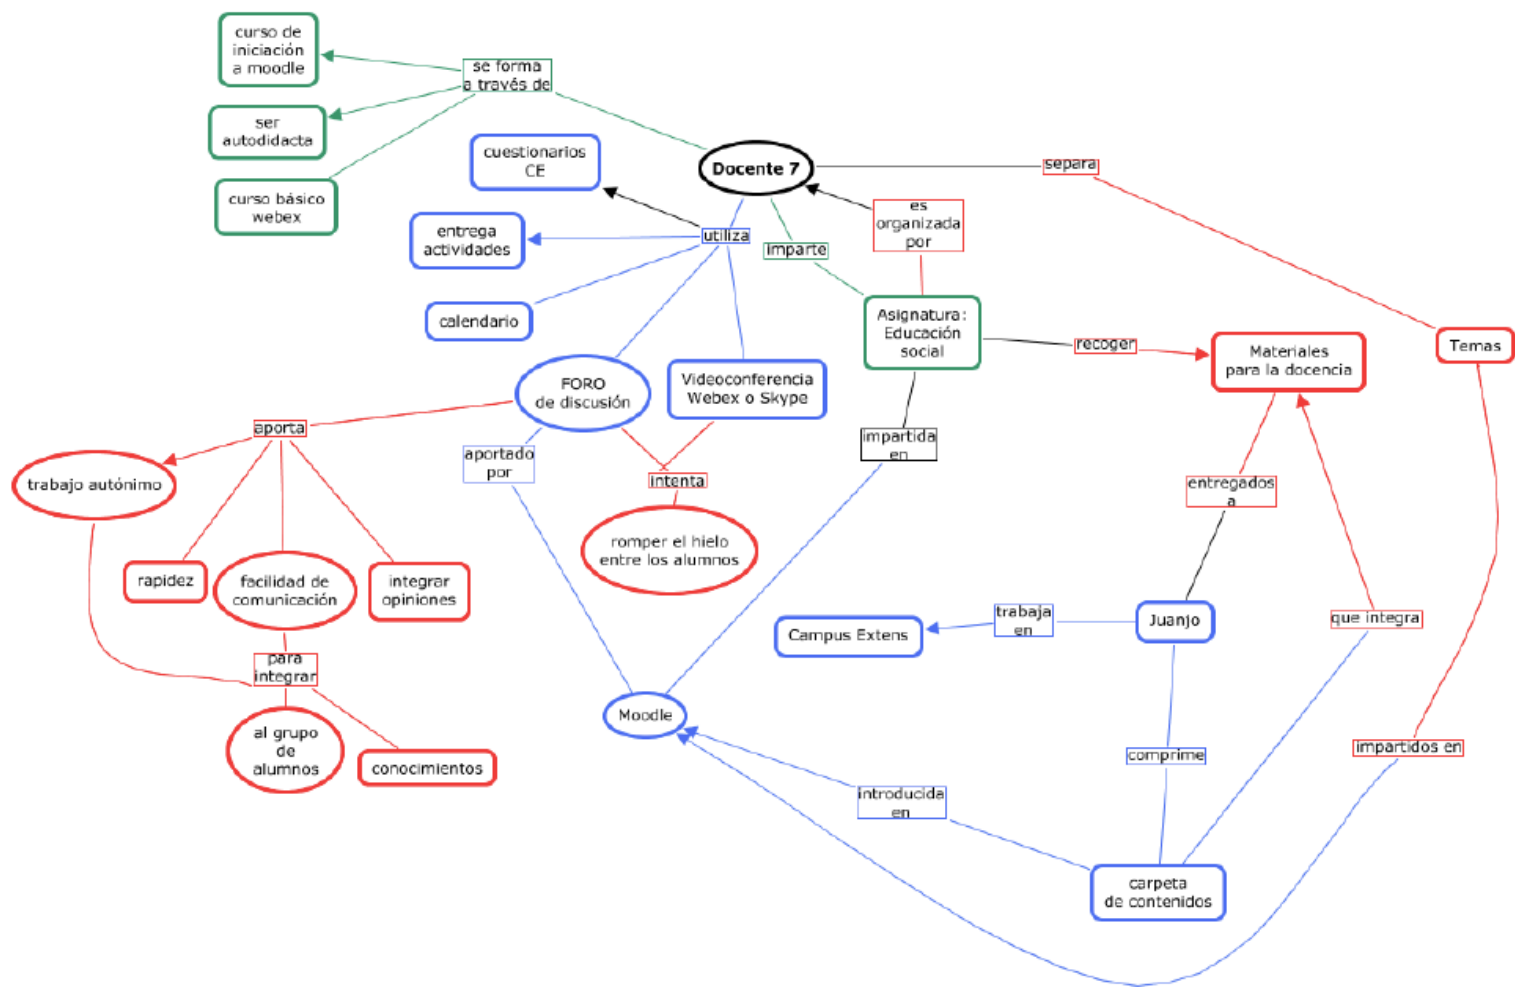 curso de
iniciación
a moodle
se forma
a través de
ser
autodidacta
cuestionarios
CE
Docente 7
separa
curso básico
webex
es
organizada
por
entrega
actividades
utiliza
imparte
calendario
Asignatura:
Educación
social
recoger
Materiales
para la docencia
Temas
FORO
de discusión
Videoconferencia
Webex o Skype
aporta
impartida
en
aportado
por
trabajo autónimo
intenta
entregados
a
romper el hielo
entre los alumnos
rapidez
facilidad de
comunicación
integrar
opiniones
Campus Extens
trabaja
en
Juanjo
que integra
para
integrar
Moodle
al grupo
de
alumnos
conocimientos
comprime
impartidos en
introducida
en
carpeta
de contenidos